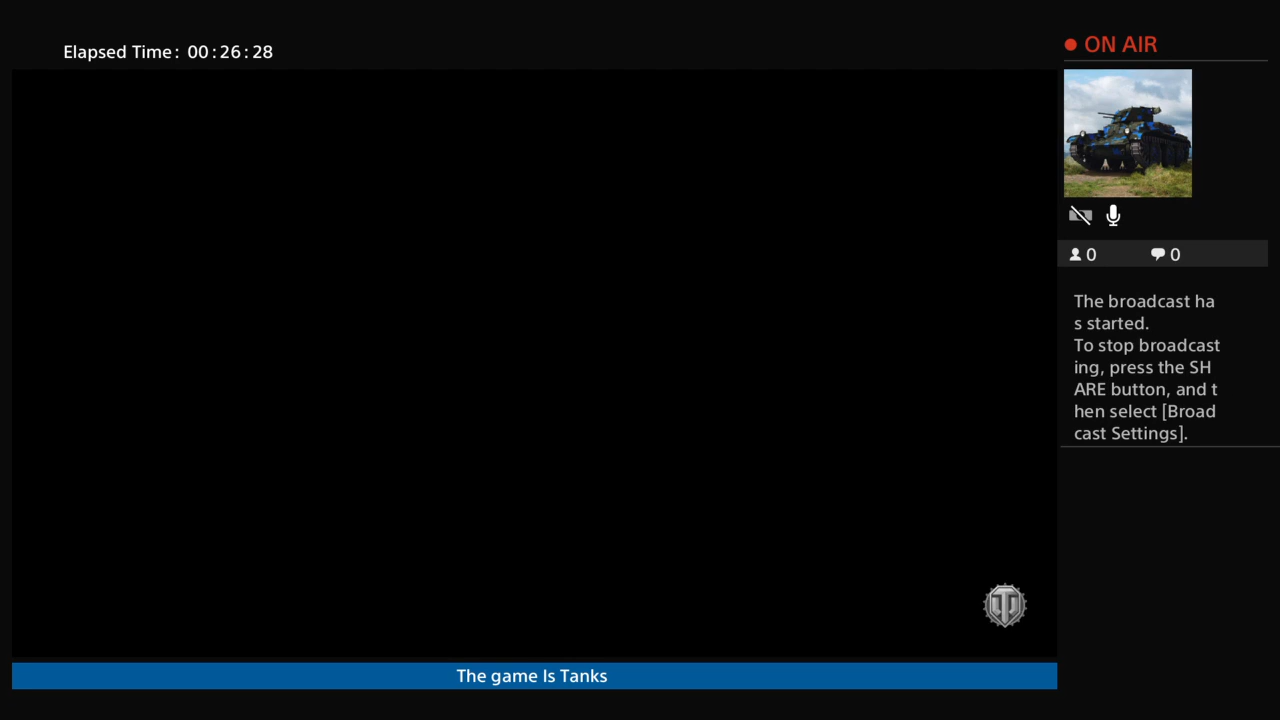 Elapsed Time: 00:26:28
ON AIR
0
0
The broadcast ha
s started.
To stop broadcast
ing, press the SH
ARE button, and t
hen select [Broad
cast Settings].
The game Is Tanks